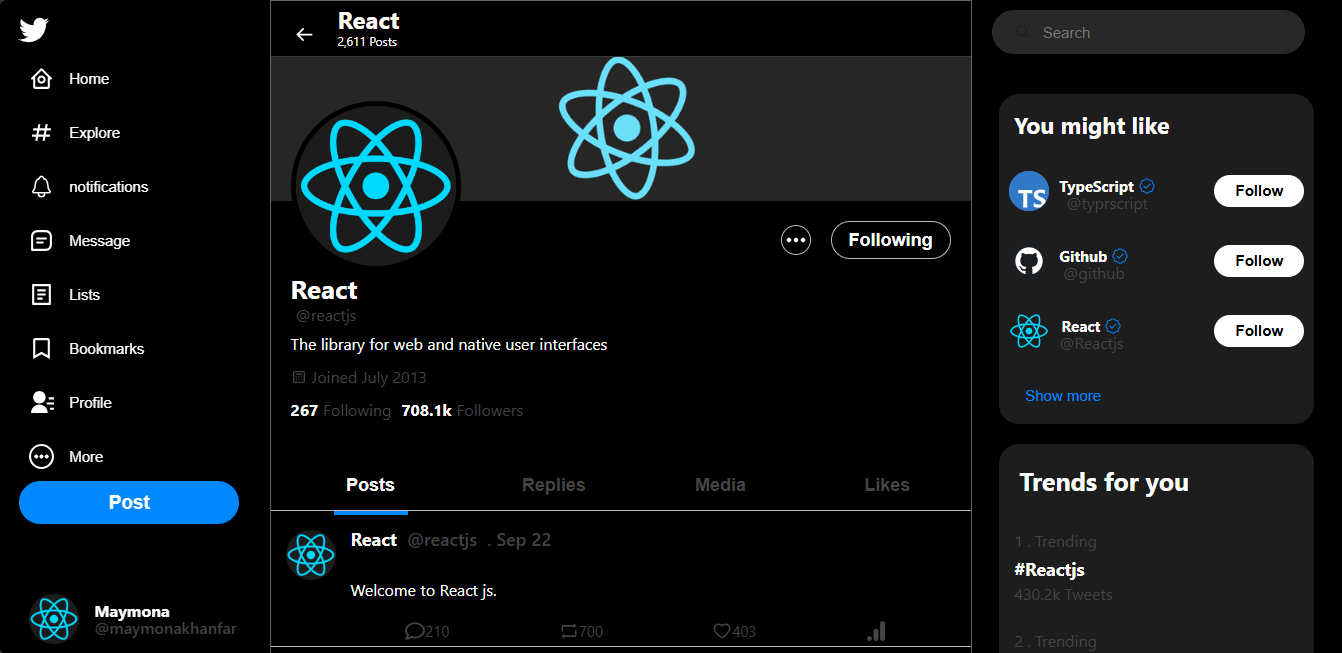 Home
Explore
notifications
Message
Lists
Bookmarks
Profile
More
Post
Maymona
@maymonakhanfar
React
2,611 Posts
Following
React
@reactjs
The library for web and native user interfaces
Joined July 2013
267 Following 708.1k Followers
Posts Replies Media Likes
React @reactjs . Sep 22
Welcome to React js.
210 700 403
Search
You might like
TS
TypeScript
@typrscript
Follow
Github
@github
Follow
React
@Reactjs
Follow
Show more
Trends for you
1 . Trending
#Reactjs
430.2k Tweets
2 . Trending